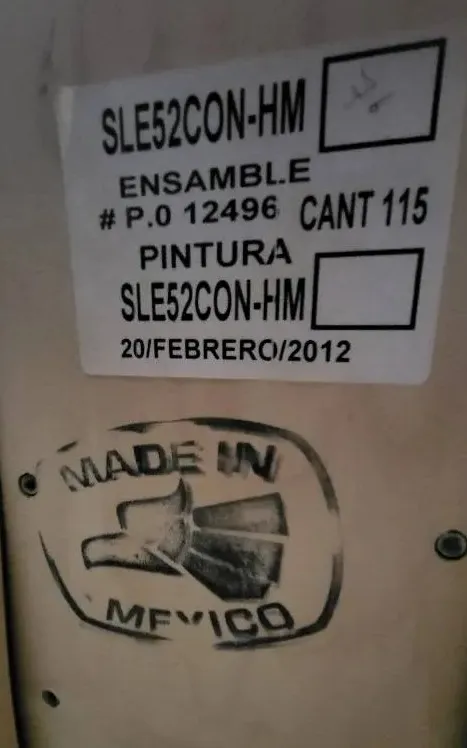 SLE52CON-HM
ENSAMBLE
# P.0 12496 CANT 115
PINTURA
SLE52CON-HM
20/FEBRERO/2012
MADE IN
MEXICO